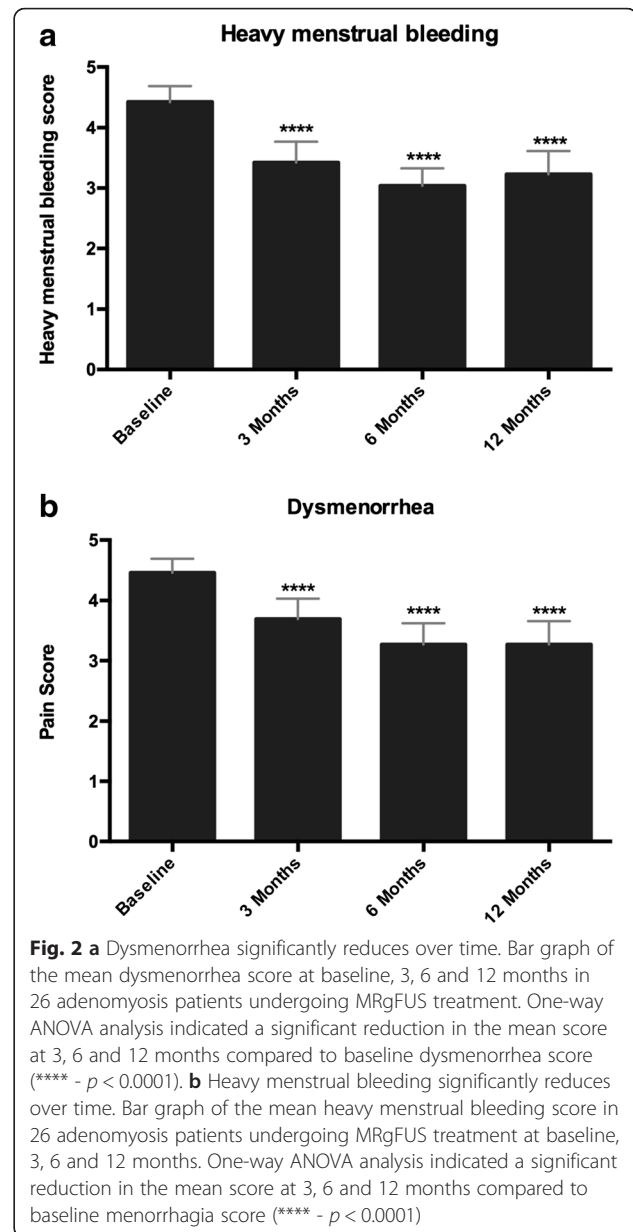 a
Heavy menstrual bleeding
Heavy menstrual bleeding score
5
4
3
2
1
0
****
****
****
Baseline
3 Months
6 Months
12 Months
b
Dysmenorrhea
Pain Score
5
4
3
2
1
0
****
****
****
Baseline
3 Months
6 Months
12 Months
Fig. 2 a Dysmenorrhea significantly reduces over time. Bar graph of
the mean dysmenorrhea score at baseline, 3, 6 and 12 months in
26 adenomyosis patients undergoing MRgFUS treatment. One-way
ANOVA analysis indicated a significant reduction in the mean score
at 3, 6 and 12 months compared to baseline dysmenorrhea score
(**** - p < 0.0001). b Heavy menstrual bleeding significantly reduces
over time. Bar graph of the mean heavy menstrual bleeding score in
26 adenomyosis patients undergoing MRgFUS treatment at baseline,
3, 6 and 12 months. One-way ANOVA analysis indicated a significant
reduction in the mean score at 3, 6 and 12 months compared to
baseline menorrhagia score (**** - p < 0.0001)